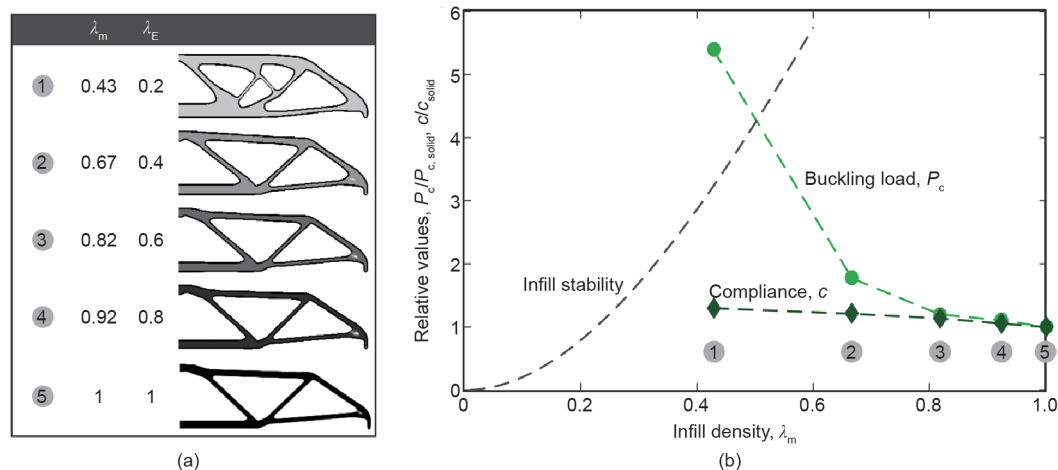 λm λE
1 0.43 0.2
2 0.67 0.4
3 0.82 0.6
4 0.92 0.8
5 1 1
(a)
Relative values, Pc/Pc, solid, c/csolid
6
5
4
3
2
1
0
Buckling load, Pc
Infill stability
Compliance, c
1 2 3 4 5
0 0.2 0.4 0.6 0.8 1.0
Infill density, λm
(b)